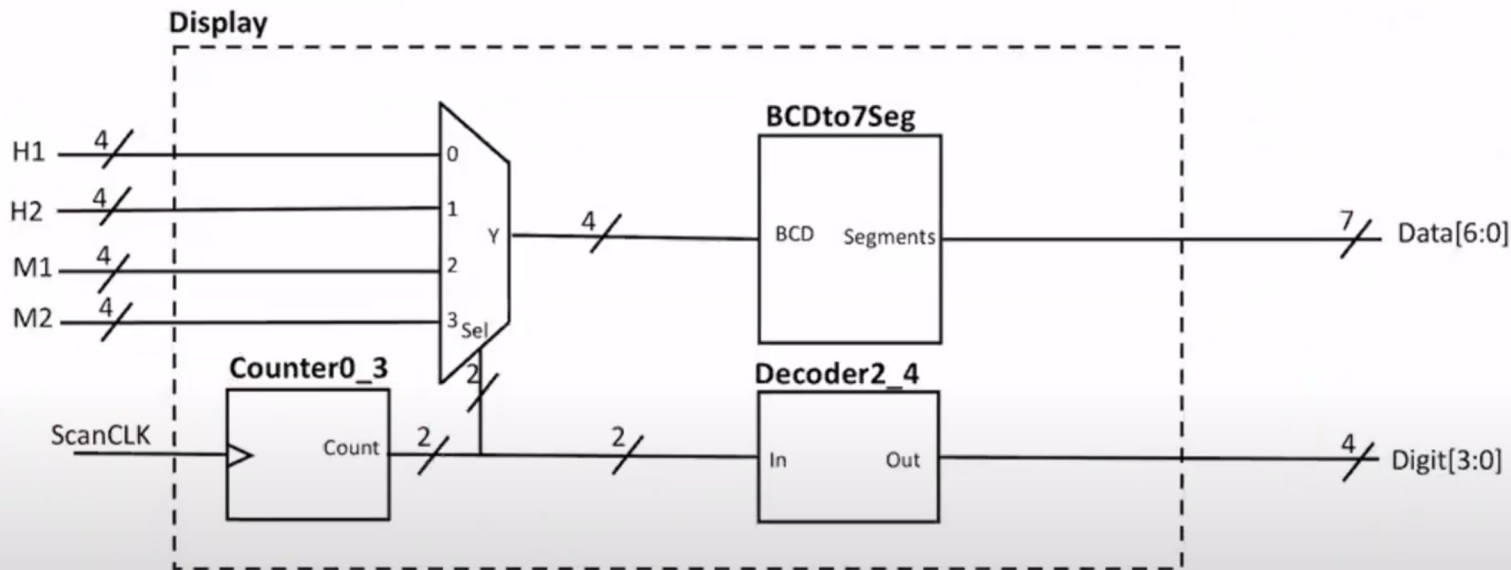 Display
BCDto7Seg
H1 4 0
H2 4 1
Y 4 BCD Segments 7 Data[6:0]
M1 4 2
M2 4 3 Sel
Counter0_3 2 Decoder2_4
ScanCLK Count 2 2 In Out 4 Digit[3:0]